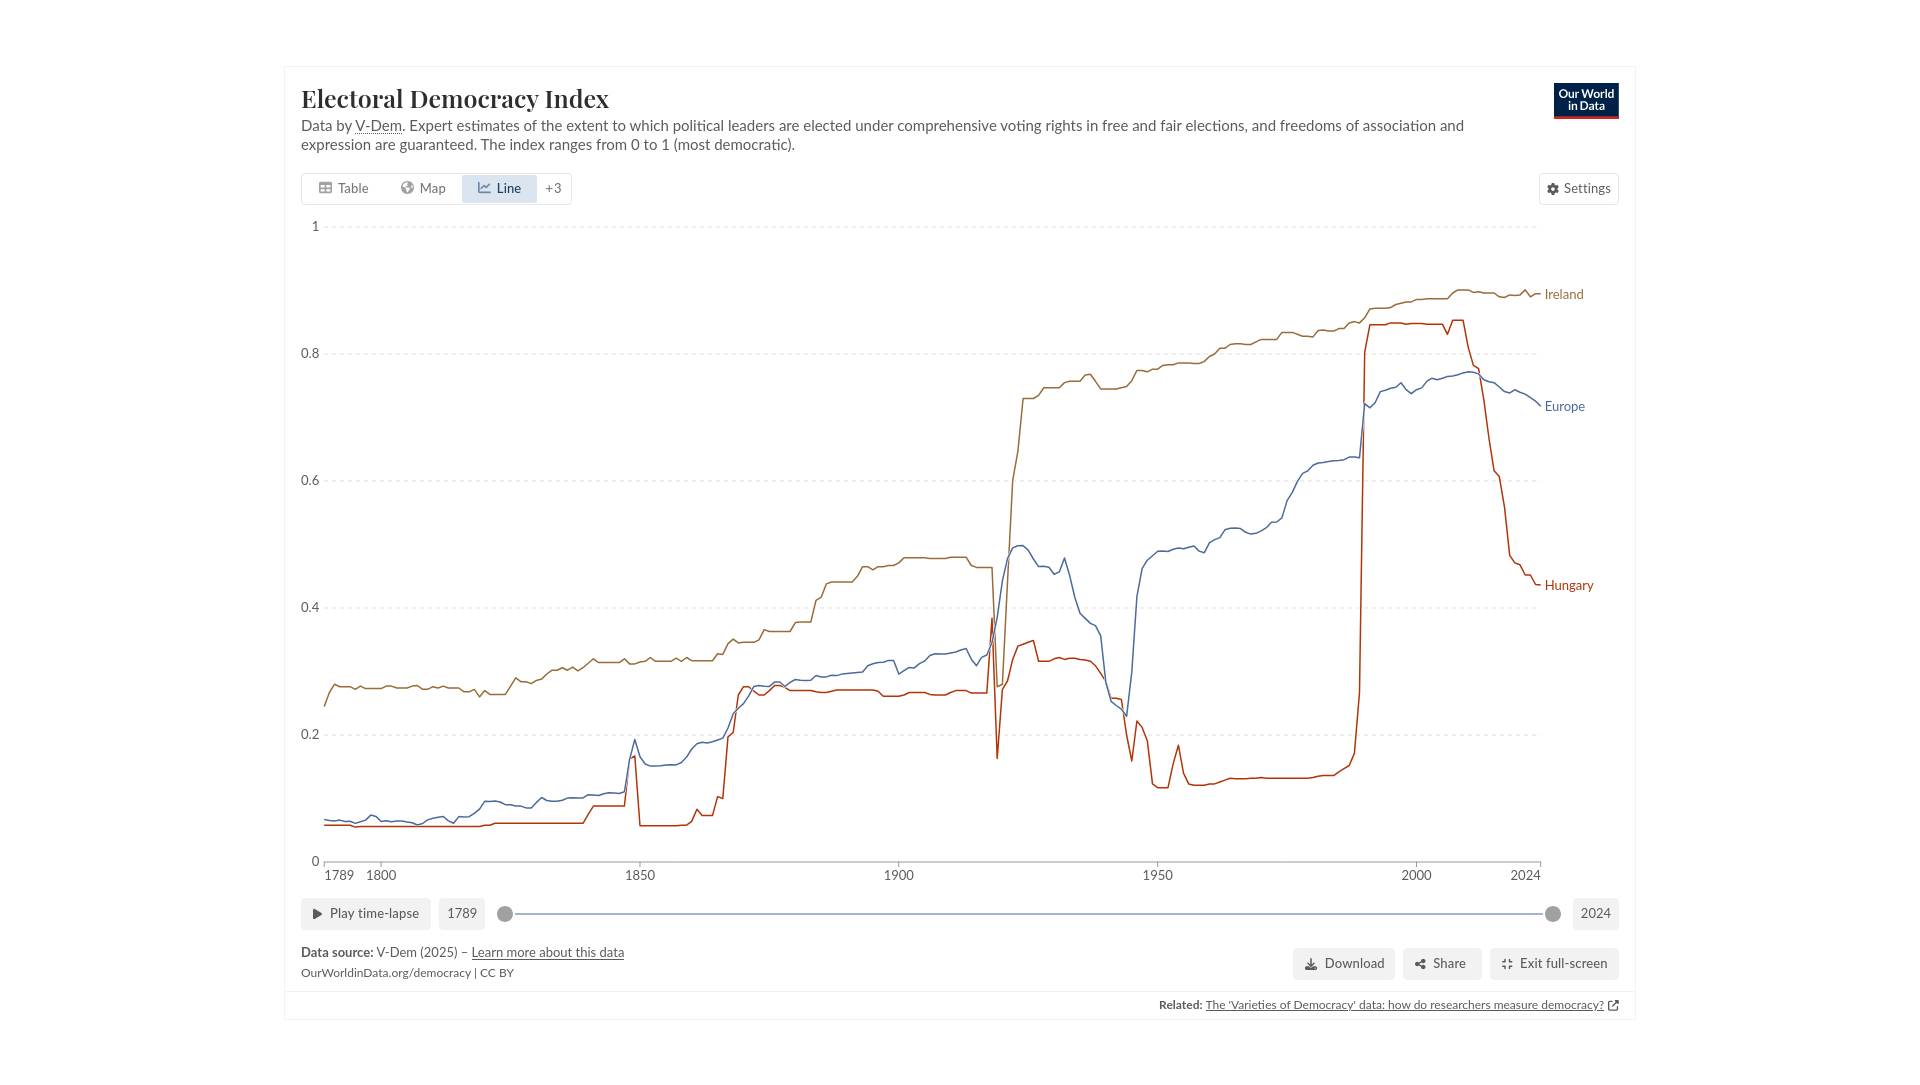 Electoral Democracy Index
Our World
in Data
Data by V-Dem. Expert estimates of the extent to which political leaders are elected under comprehensive voting rights in free and fair elections, and freedoms of association and
expression are guaranteed. The index ranges from 0 to 1 (most democratic).
Table Map Line +3 Settings
1
Ireland
0.8
Europe
0.6
Hungary
0.4
0.2
0
1789 1800 1850 1900 1950 2000 2024
Play time-lapse 1789 2024
Data source: V-Dem (2025) – Learn more about this data
OurWorldinData.org/democracy | CC BY
Download Share Exit full-screen
Related: The 'Varieties of Democracy' data: how do researchers measure democracy?